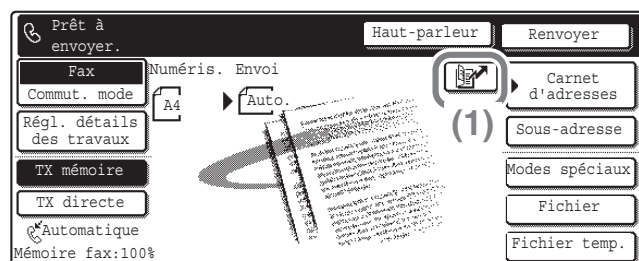 Prêt à
envoyer.
Haut-parleur
Renvoyer
Fax
Commut. mode
Numéris.
Envoi
A4
Auto.
(1)
Carnet
d'adresses
Régl. détails
des travaux
Sous-adresse
TX mémoire
Modes spéciaux
TX directe
Fichier
Automatique
Mémoire fax:100%
Fichier temp.